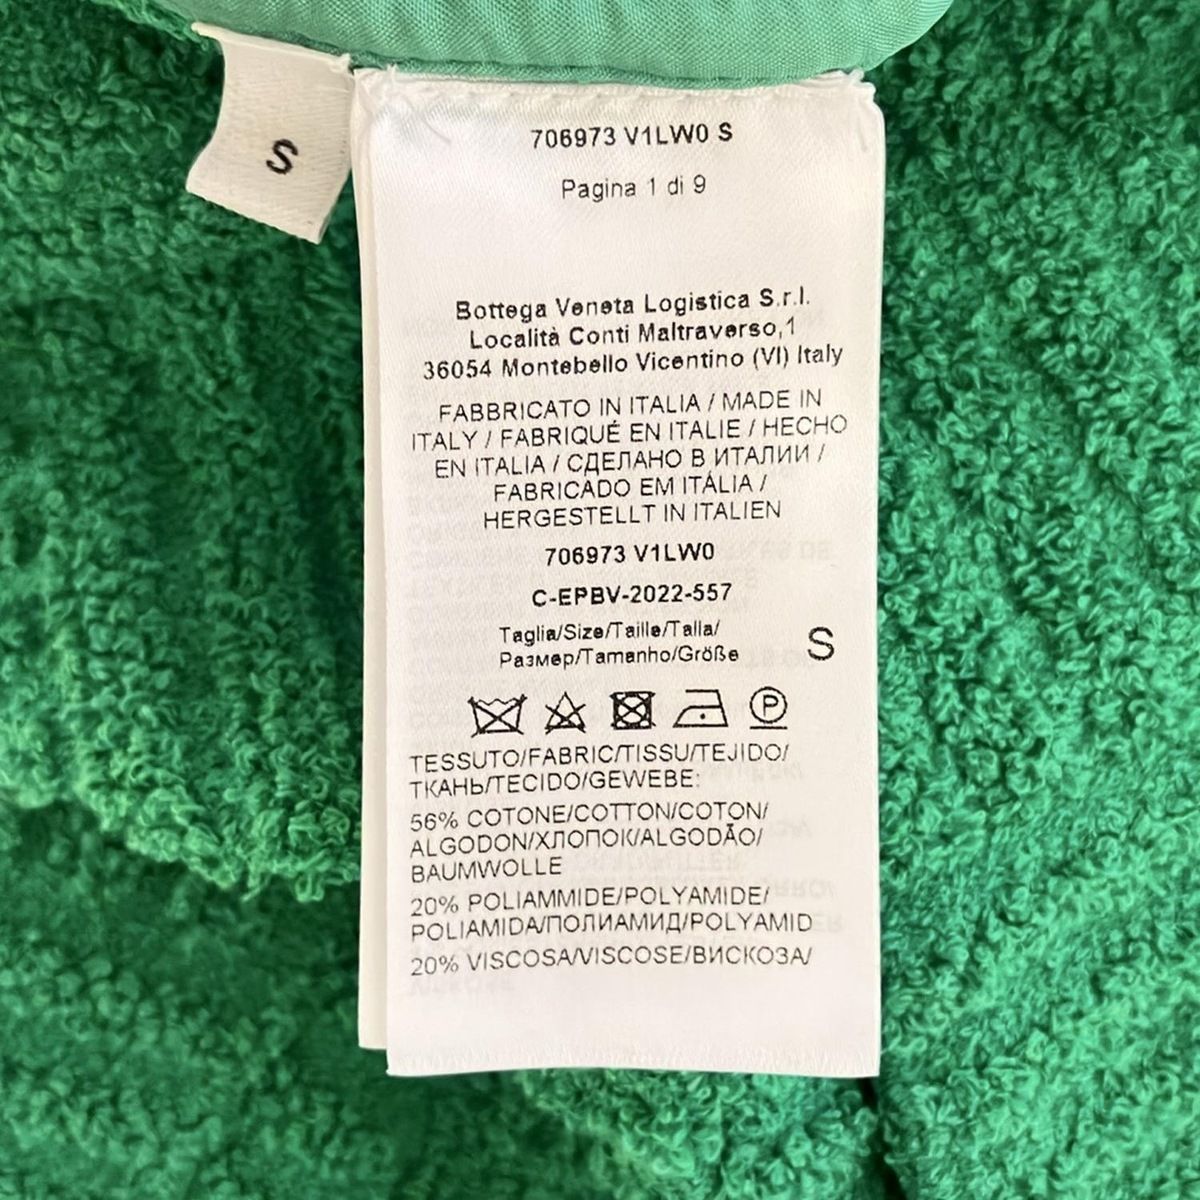 S
706973 V1LW0 S
Pagina 1 di 9
Bottega Veneta Logistica S.r.l.
Località Conti Maltraverso,1
36054 Montebello Vicentino (VI) Italy
FABBRICATO IN ITALIA / MADE IN
ITALY / FABRIQUÉ EN ITALIE / HECHO
EN ITALIA / СДЕЛАНО В ИТАЛИИ /
FABRICADO EM ITÁLIA /
HERGESTELLT IN ITALIEN
706973 V1LW0
C-EPBV-2022-557
Taglia/Size/Taille/Talla/
Размер/Tamanho/Größe
S
P
TESSUTO/FABRIC/TISSU/TEJIDO/
ТКАНЬ/TECIDO/GEWEBE:
56% COTONE/COTTON/COTON/
ALGODON/ХЛОПОК/ALGODÃO/
BAUMWOLLE
20% POLIAMMIDE/POLYAMIDE/
POLIAMIDA/ПОЛИАМИД/POLYAMID
20% VISCOSA/VISCOSE/ВИСКОЗА/